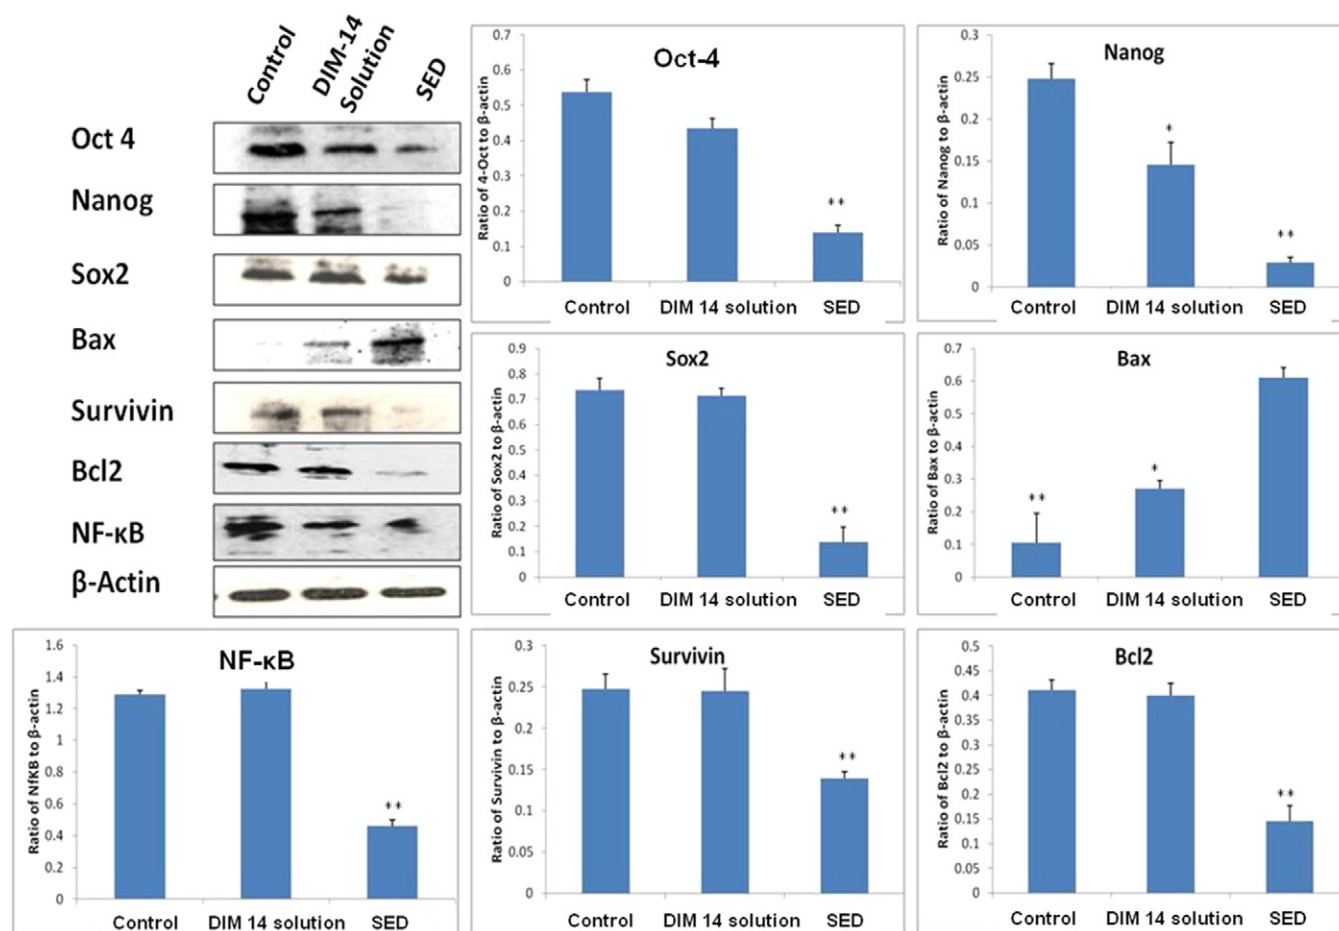 Control
DIM-14
Solution
SED
Oct 4
Nanog
Sox2
Bax
Survivin
Bcl2
NF-κB
β-Actin
Oct-4
Ratio of 4-Oct to β-actin
0.7
0.6
0.5
0.4
0.3
0.2
0.1
0
**
Control DIM 14 solution SED
Nanog
Ratio of Nanog to β-actin
0.3
0.25
0.15
0.05
0
*
**
Control DIM 14 solution SED
Sox2
Ratio of Sox2 to β-actin
0.9
0.8
0.7
0.6
0.5
0.4
0.3
0.2
0.1
0
**
Control DIM 14 solution SED
Bax
Ratio of Bax to β-actin
0.6
0.5
0.4
0.3
0.2
0.1
0
**
*
Control DIM 14 solution SED
NF-κB
Ratio of NfKB to β-actin
1.6
1.4
1.2
1
0.8
0.6
0.4
0.2
0
**
Control DIM 14 solution SED
Survivin
Ratio of Survivin to β-actin
0.3
0.25
0.2
0.15
0.1
0.05
0
**
Control DIM 14 solution SED
Bcl2
Ratio of Bcl2 to β-actin
0.5
0.45
0.4
0.35
0.3
0.25
0.2
0.15
0.1
0.05
0
**
Control DIM 14 solution SED